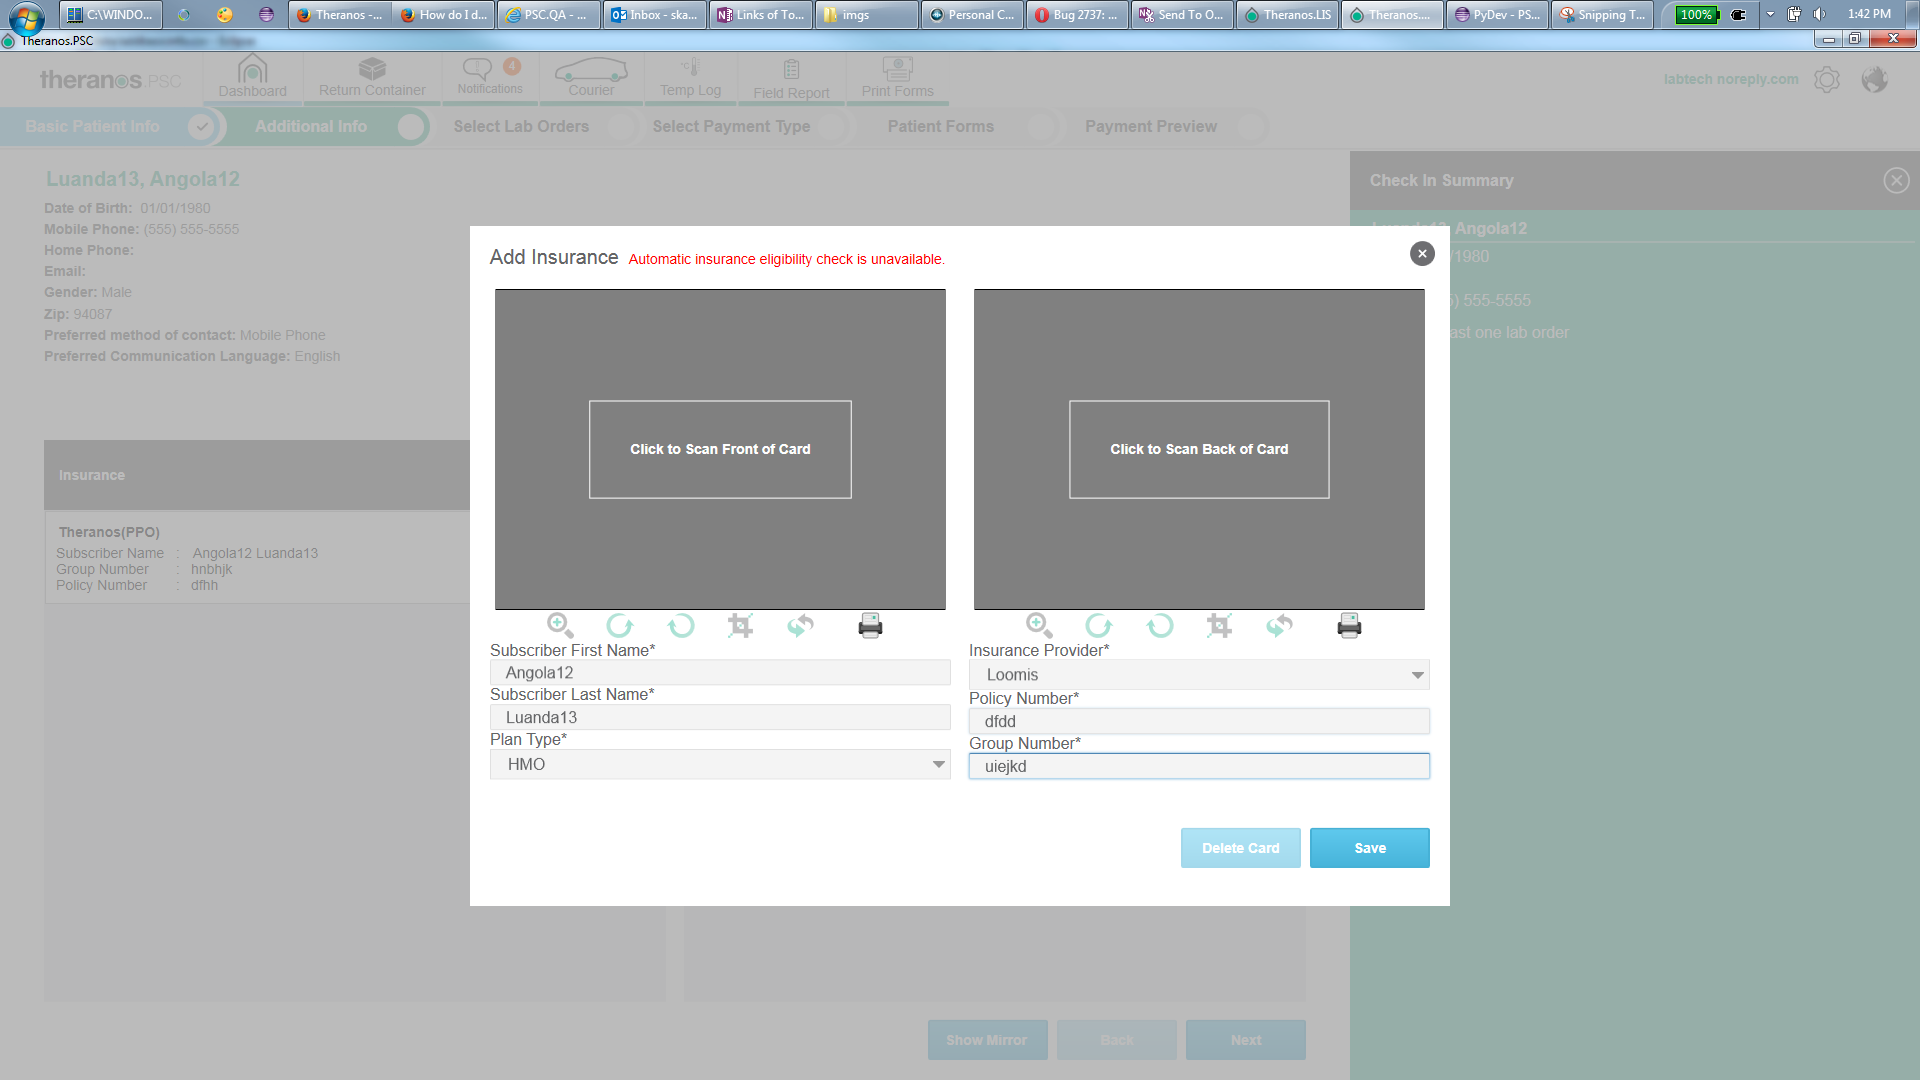 C:\WINDO...
Theranos -...
How do I d...
PSC.QA - ...
Inbox - ska...
Links of To...
imgs
Personal C...
Bug 2737: ...
Send To O...
Theranos.LIS
Theranos....
PyDev - PS...
Snipping T...
100%
1:42 PM
Theranos.PSC
theranos.PSC
Dashboard
Return Container
4
Notifications
Courier
°C
Temp Log
Field Report
Print Forms
labtech noreply.com
Basic Patient Info
Additional Info
Select Lab Orders
Select Payment Type
Patient Forms
Payment Preview
Luanda13, Angola12
Date of Birth: 01/01/1980
Mobile Phone: (555) 555-5555
Home Phone:
Email:
Gender: Male
Zip: 94087
Preferred method of contact: Mobile Phone
Preferred Communication Language: English
Insurance
Theranos(PPO)
Subscriber Name : Angola12 Luanda13
Group Number : hnbhjk
Policy Number : dfhh
Add Insurance Automatic insurance eligibility check is unavailable.
Click to Scan Front of Card
Click to Scan Back of Card
Subscriber First Name*
Angola12
Subscriber Last Name*
Luanda13
Plan Type*
HMO
Insurance Provider*
Loomis
Policy Number*
dfdd
Group Number*
uiejkd
Delete Card
Save
Check In Summary
Angola12
/1980
) 555-5555
ast one lab order
Show Mirror
Back
Next